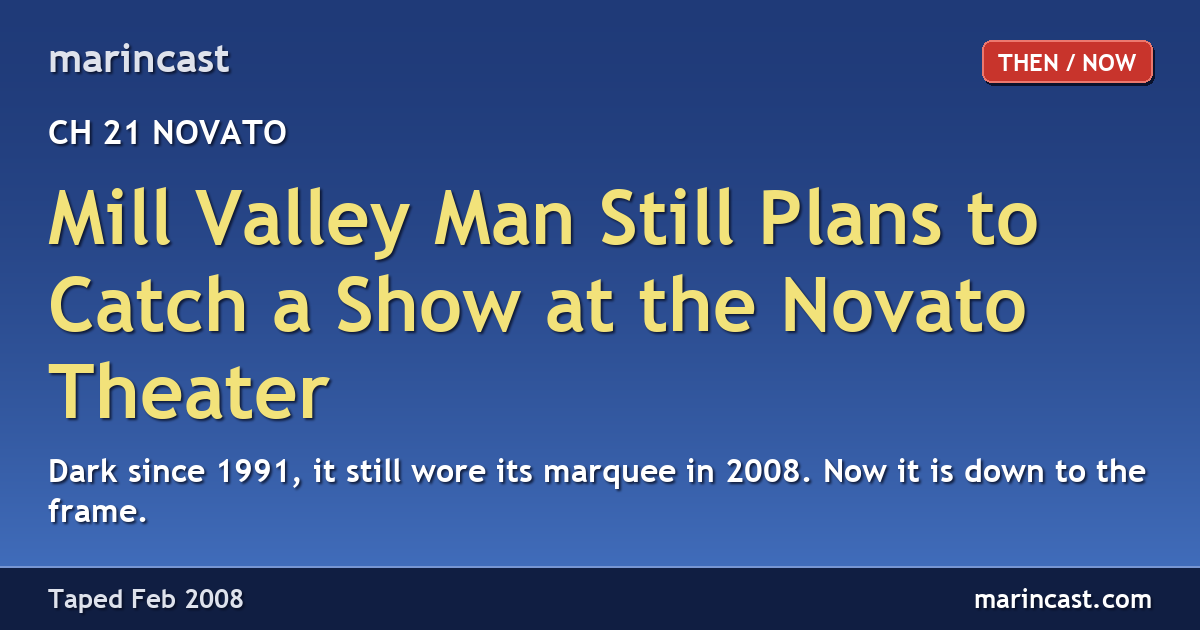 marincast
THEN / NOW
CH 21 NOVATO
Mill Valley Man Still Plans to
Catch a Show at the Novato
Theater
Dark since 1991, it still wore its marquee in 2008. Now it is down to the
frame.
Taped Feb 2008
marincast.com